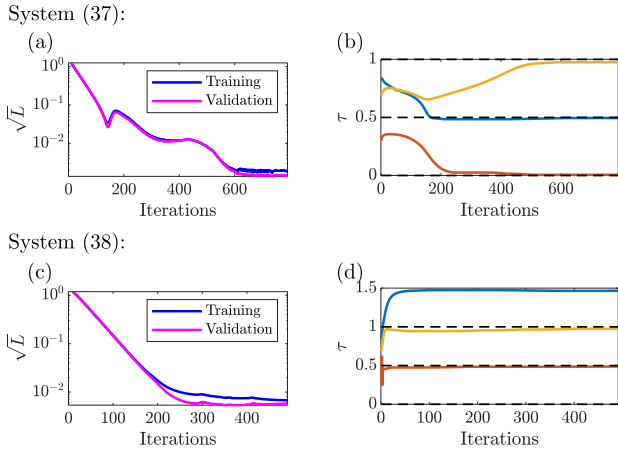 System (37):
(a)
(b)
10^0
10^-1
10^-2
√L
Training
Validation
0
200
400
600
Iterations
1
0.5
0
τ
0
200
400
600
Iterations
System (38):
(c)
(d)
10^0
10^-1
10^-2
√L
Training
Validation
0
100
200
300
400
Iterations
1.5
1
0.5
0
τ
0
100
200
300
400
Iterations